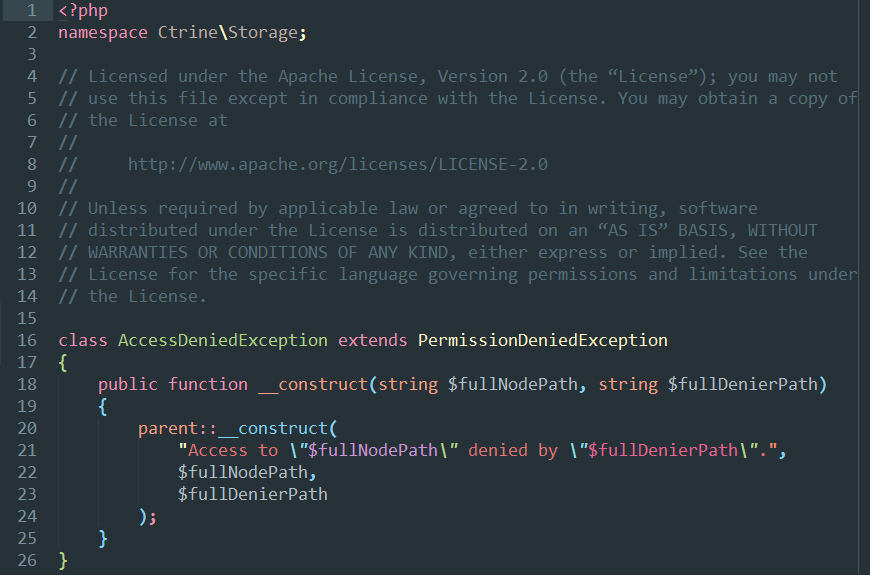 1 <?php
2 namespace Ctrine\Storage;
3
4 // Licensed under the Apache License, Version 2.0 (the “License”); you may not
5 // use this file except in compliance with the License. You may obtain a copy of
6 // the License at
7 //
8 //     http://www.apache.org/licenses/LICENSE-2.0
9 //
10 // Unless required by applicable law or agreed to in writing, software
11 // distributed under the License is distributed on an “AS IS” BASIS, WITHOUT
12 // WARRANTIES OR CONDITIONS OF ANY KIND, either express or implied. See the
13 // License for the specific language governing permissions and limitations under
14 // the License.
15
16 class AccessDeniedException extends PermissionDeniedException
17 {
18     public function __construct(string $fullNodePath, string $fullDenierPath)
19     {
20         parent::__construct(
21             "Access to \"$fullNodePath\" denied by \"$fullDenierPath\".",
22             $fullNodePath,
23             $fullDenierPath
24         );
25     }
26 }